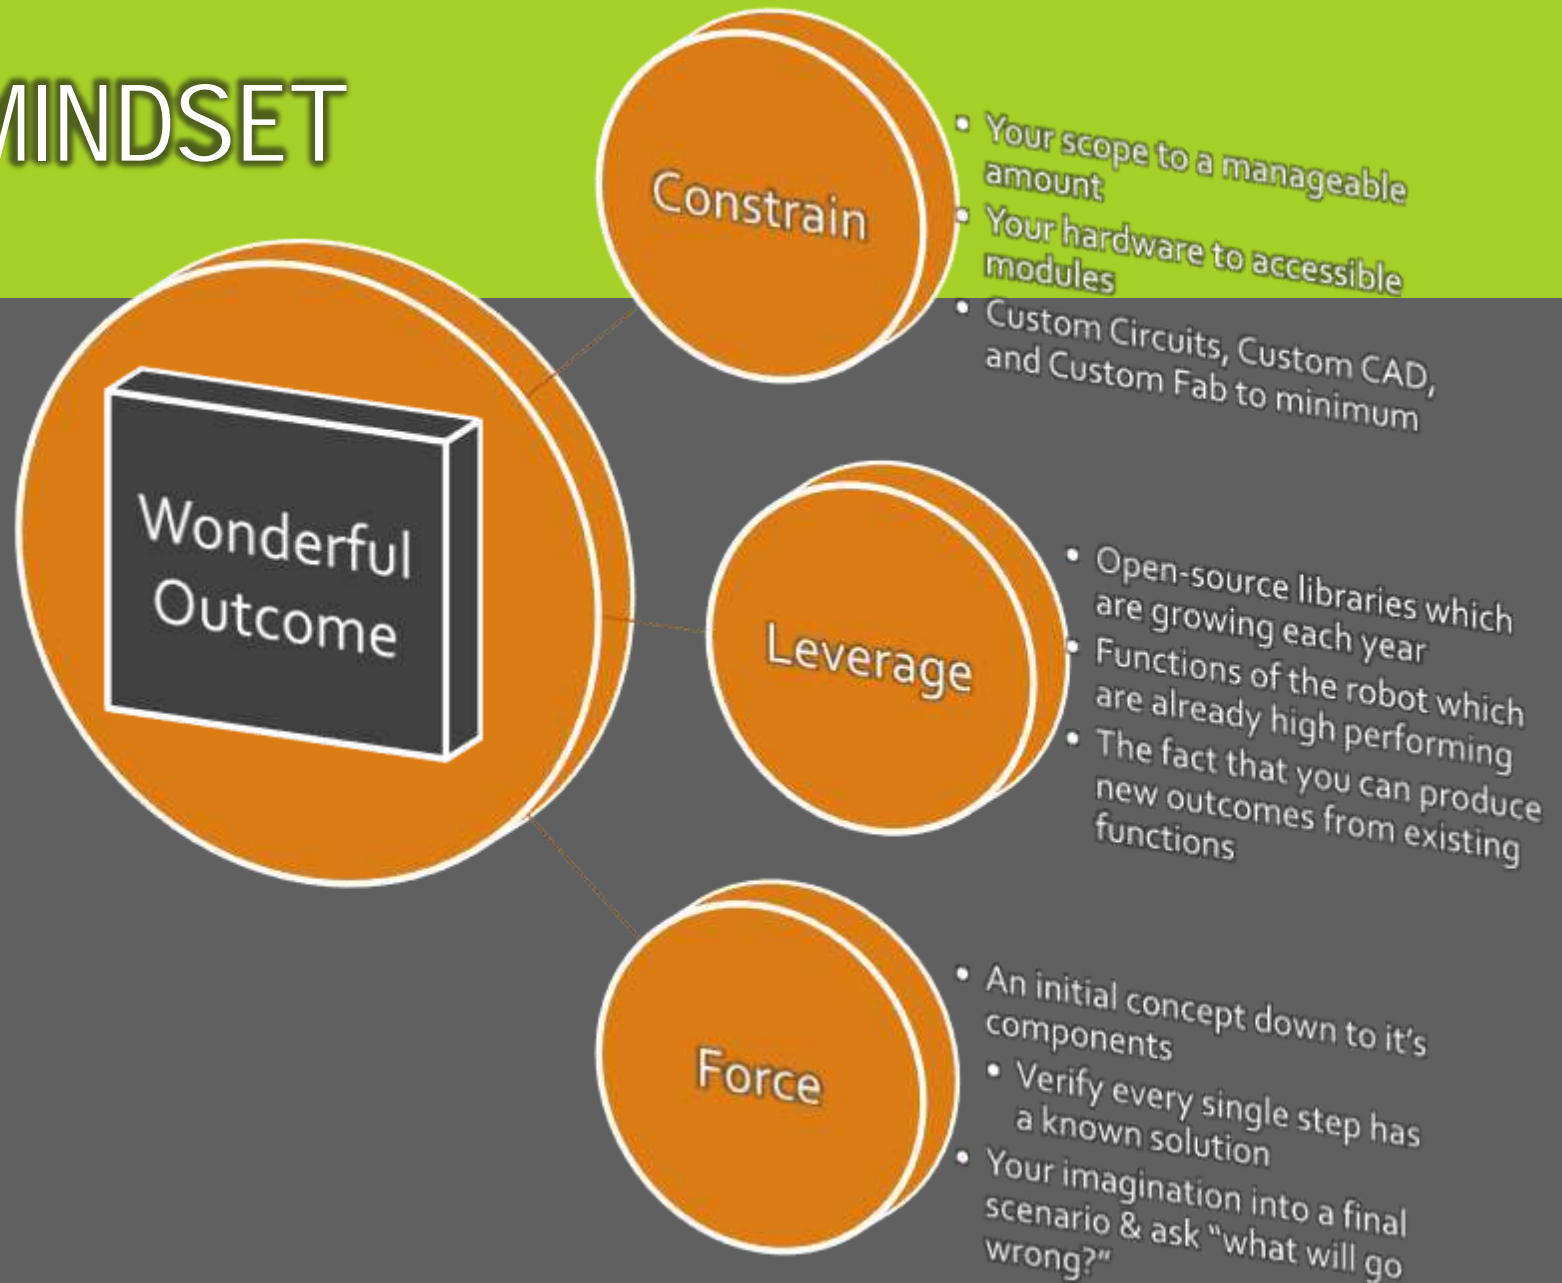 MINDSET
Wonderful
Outcome
Constrain
• Your scope to a manageable
amount
• Your hardware to accessible
modules
• Custom Circuits, Custom CAD,
and Custom Fab to minimum
Leverage
• Open-source libraries which
are growing each year
• Functions of the robot which
are already high performing
• The fact that you can produce
new outcomes from existing
functions
Force
• An initial concept down to it's
components
• Verify every single step has
a known solution
• Your imagination into a final
scenario & ask “what will go
wrong?”